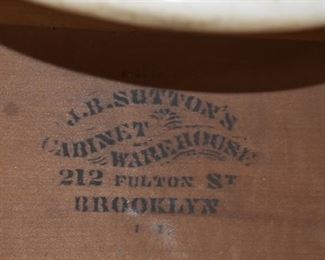 J.B. SUTTON'S
CABINET
WAREHOUSE
212 FULTON ST
BROOKLYN